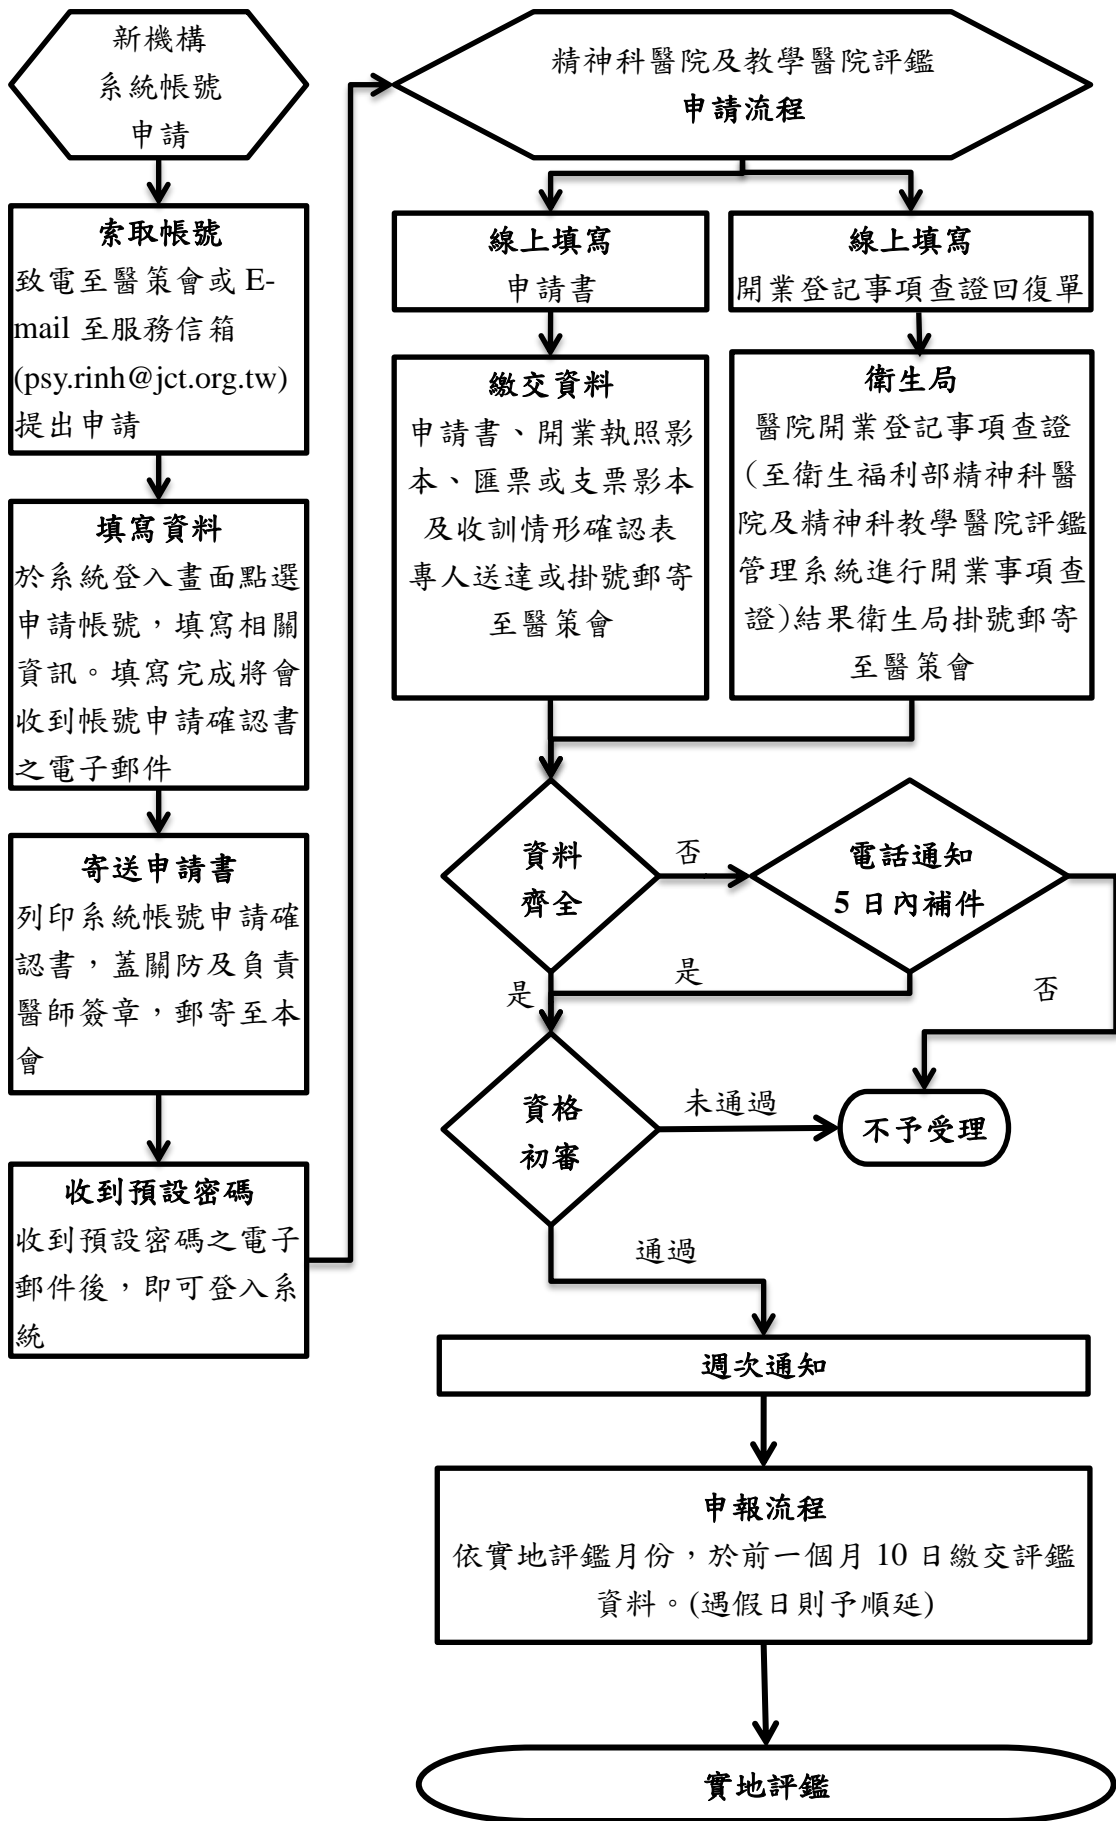 新機構
系統帳號
申請
索取帳號
致電至醫策會或 E-
mail 至服務信箱
(psy.rinh@jct.org.tw)
提出申請
填寫資料
於系統登入畫面點選
申請帳號，填寫相關
資訊。填寫完成將會
收到帳號申請確認書
之電子郵件
寄送申請書
列印系統帳號申請確
認書，蓋關防及負責
醫師簽章，郵寄至本
會
收到預設密碼
收到預設密碼之電子
郵件後，即可登入系
統
精神科醫院及教學醫院評鑑
申請流程
線上填寫
申請書
線上填寫
開業登記事項查證回復單
繳交資料
申請書、開業執照影
本、匯票或支票影本
及收訓情形確認表
專人送達或掛號郵寄
至醫策會
衛生局
醫院開業登記事項查證
（至衛生福利部精神科醫
院及精神科教學醫院評鑑
管理系統進行開業事項查
證)結果衛生局掛號郵寄
至醫策會
資料
齊全
否
電話通知
5 日內補件
是
是
否
資格
初審
未通過
不予受理
通過
週次通知
申報流程
依實地評鑑月份，於前一個月 10 日繳交評鑑
資料。(遇假日則予順延)
實地評鑑